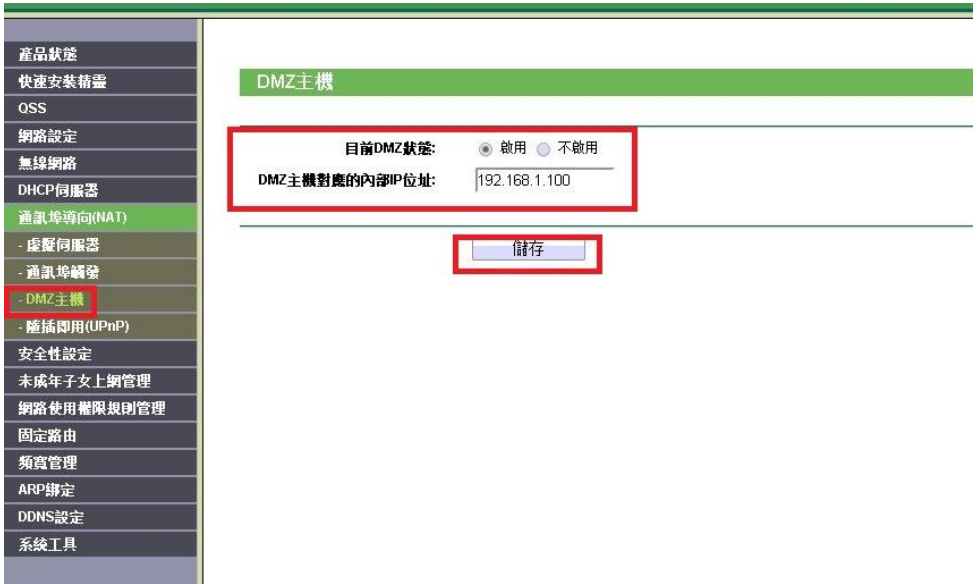 產品狀態
快速安裝精靈
QSS
網路設定
無線網路
DHCP伺服器
通訊埠導向(NAT)
- 虛擬伺服器
- 通訊埠觸發
- DMZ主機
- 隨插即用(UPnP)
安全性設定
未成年子女上網管理
網路使用權限規則管理
固定路由
頻寬管理
ARP綁定
DDNS設定
系統工具
DMZ主機
目前DMZ狀態: 啟用 不啟用
DMZ主機對應的內部IP位址: 192.168.1.100
儲存